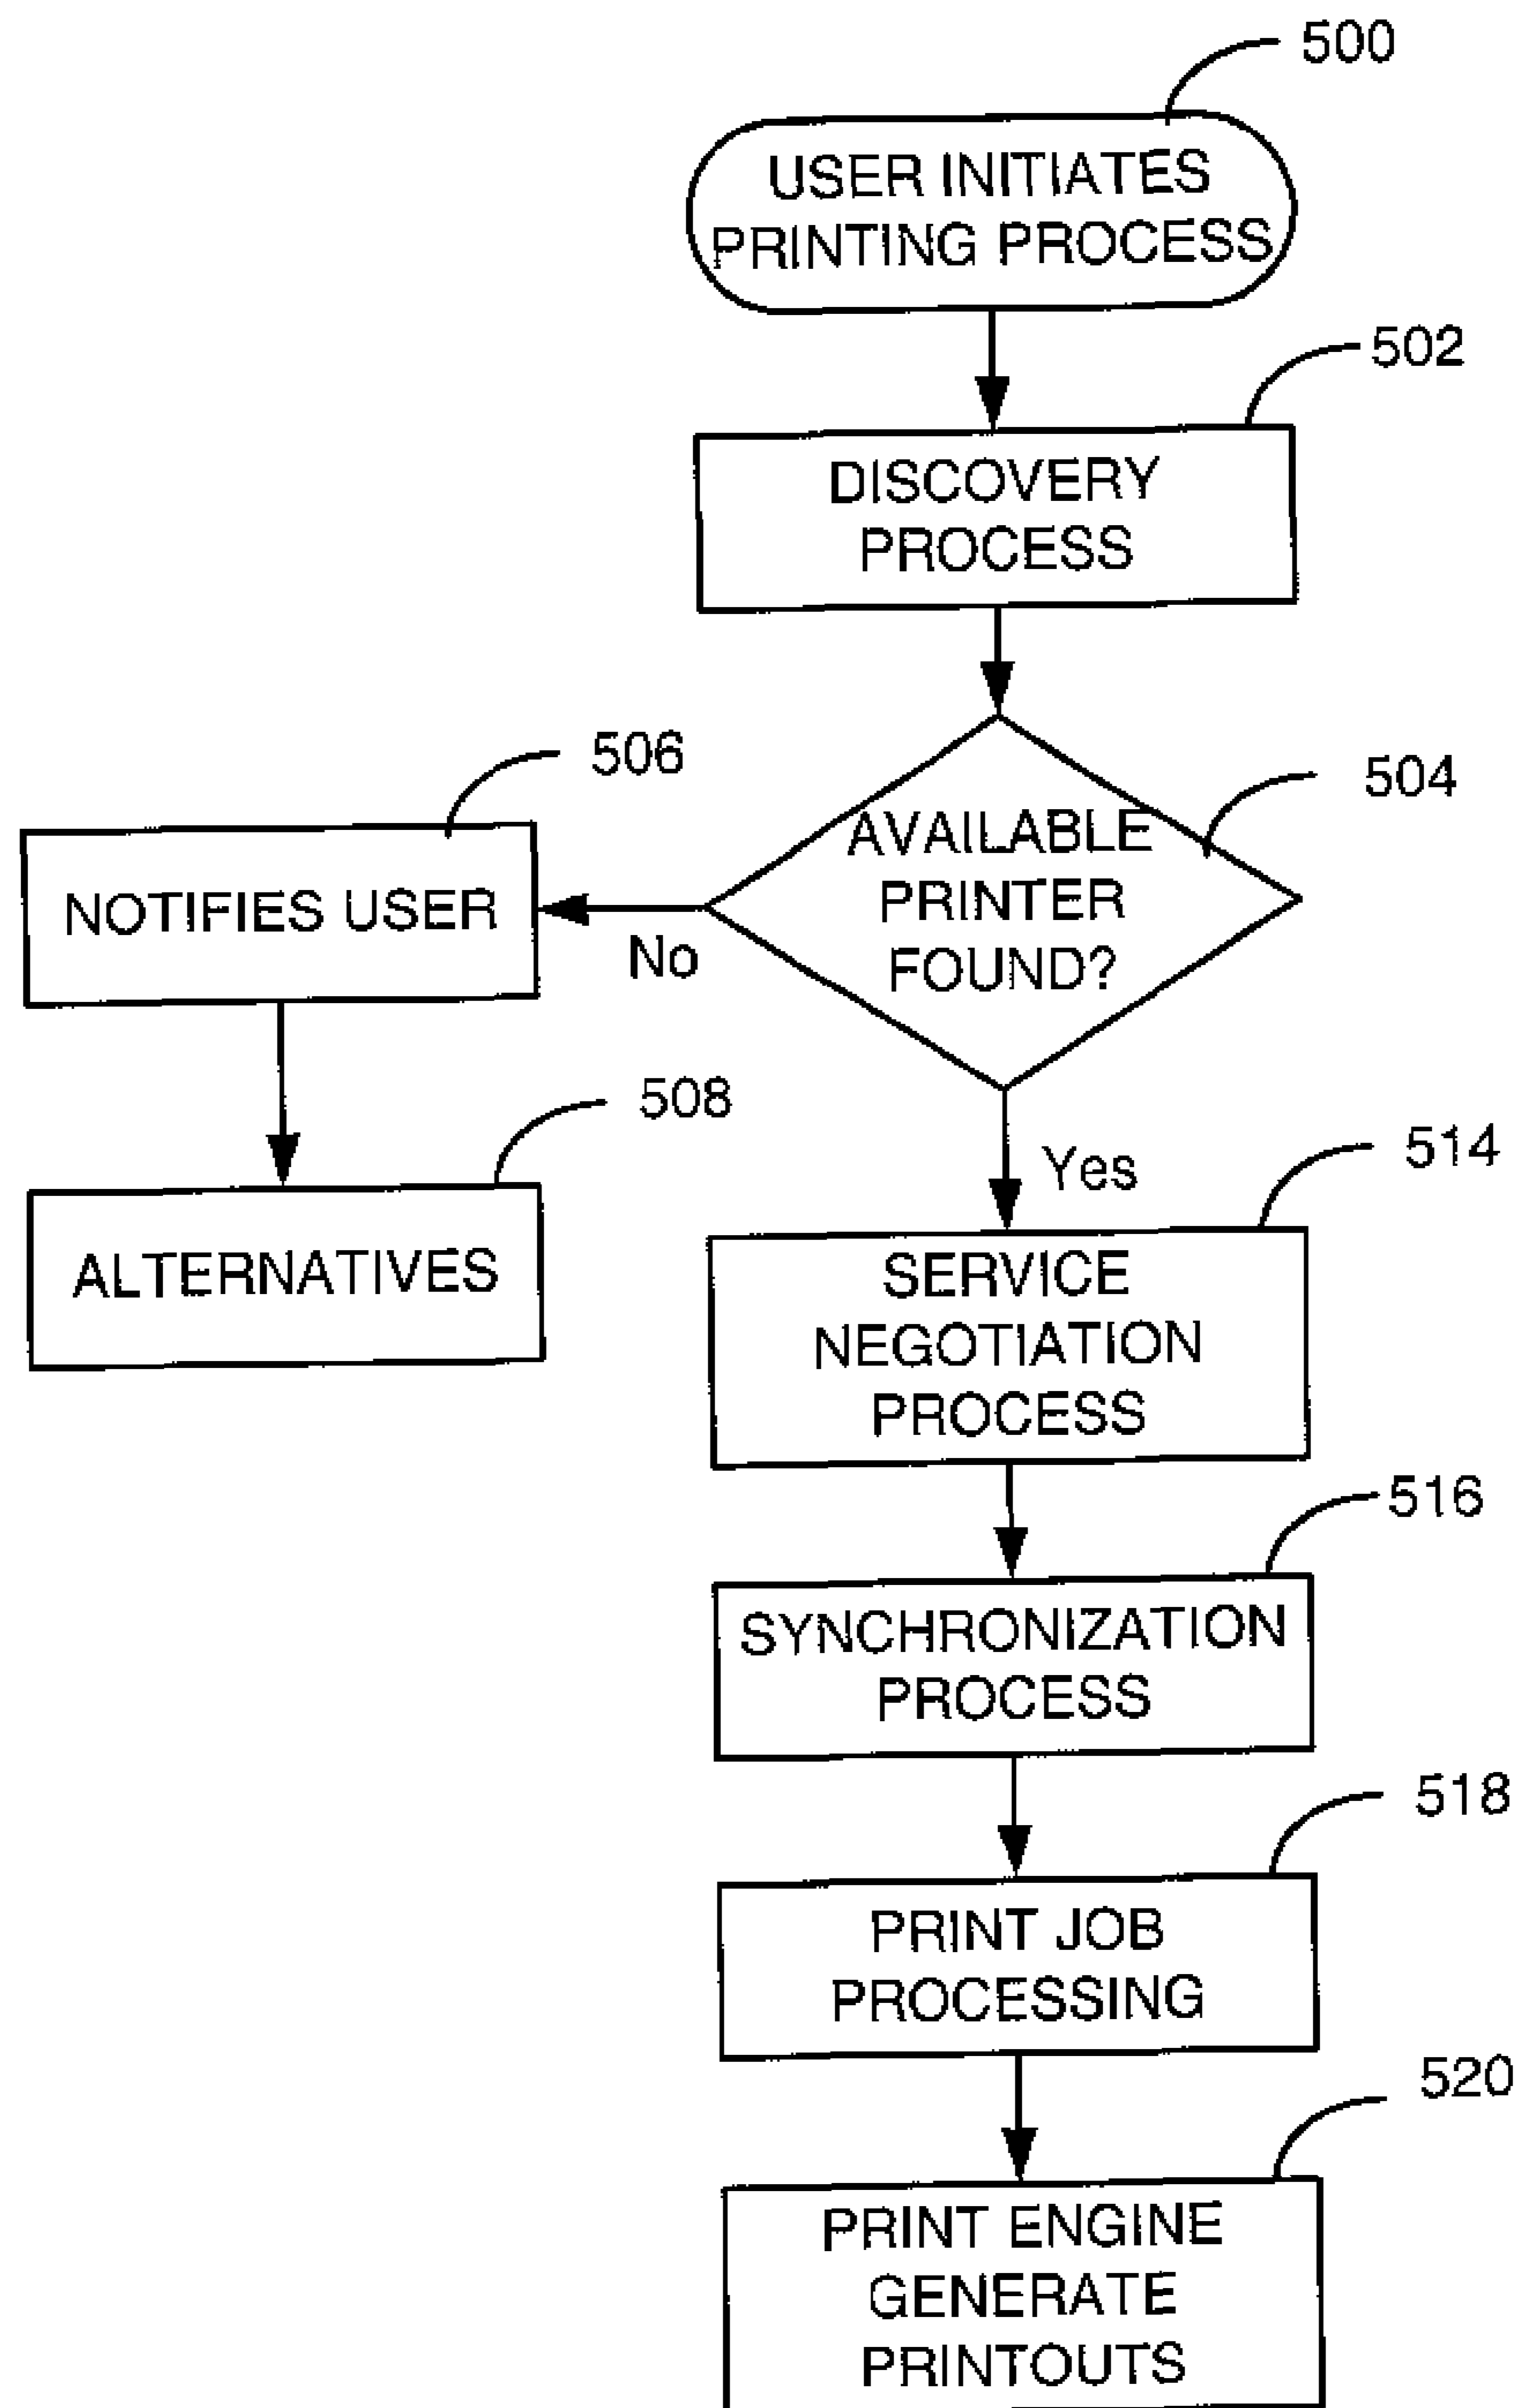 500
USER INITIATES
PRINTING PROCESS
502
DISCOVERY
PROCESS
506
504
AVAILABLE
PRINTER
FOUND?
NOTIFIES USER
No
508
Yes
514
ALTERNATIVES
SERVICE
NEGOTIATION
PROCESS
516
SYNCHRONIZATION
PROCESS
518
PRINT JOB
PROCESSING
520
PRINT ENGINE
GENERATE
PRINTOUTS